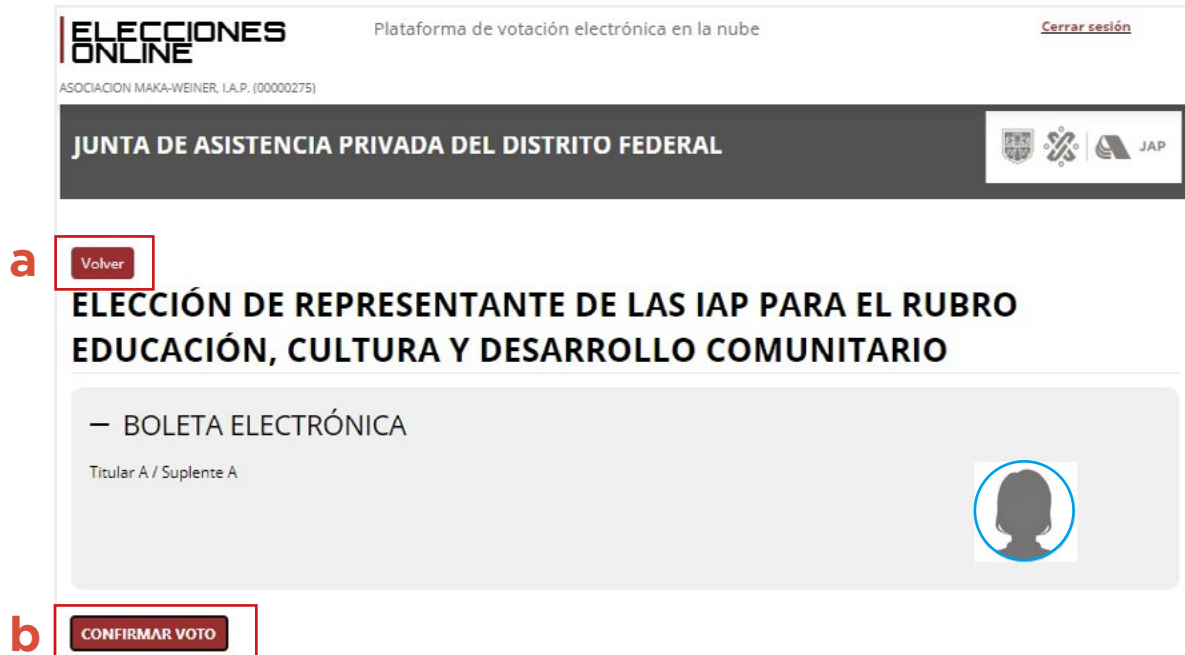 ELECCIONES
ONLINE
Plataforma de votación electrónica en la nube
Cerrar sesión
ASOCIACION MAKA-WEINER, I.A.P. (00000275)
JUNTA DE ASISTENCIA PRIVADA DEL DISTRITO FEDERAL
JAP
a
Volver
ELECCIÓN DE REPRESENTANTE DE LAS IAP PARA EL RUBRO
EDUCACIÓN, CULTURA Y DESARROLLO COMUNITARIO
— BOLETA ELECTRÓNICA
Titular A / Suplente A
b
CONFIRMAR VOTO